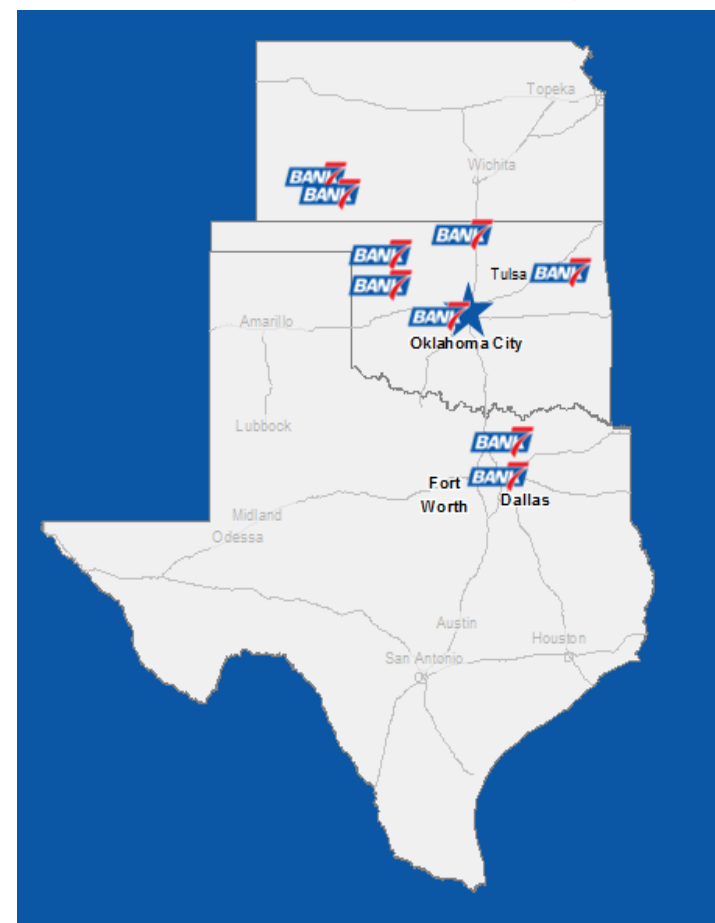 Topeka
Wichita
BANK7
BANK7
BANK7
BANK7
Tulsa BANK7
BANK7
BANK7
Oklahoma City
Amarillo
Lubbock
BANK7
BANK7
Fort
Worth
Dallas
Midland
Odessa
Austin
Houston
San Antonio